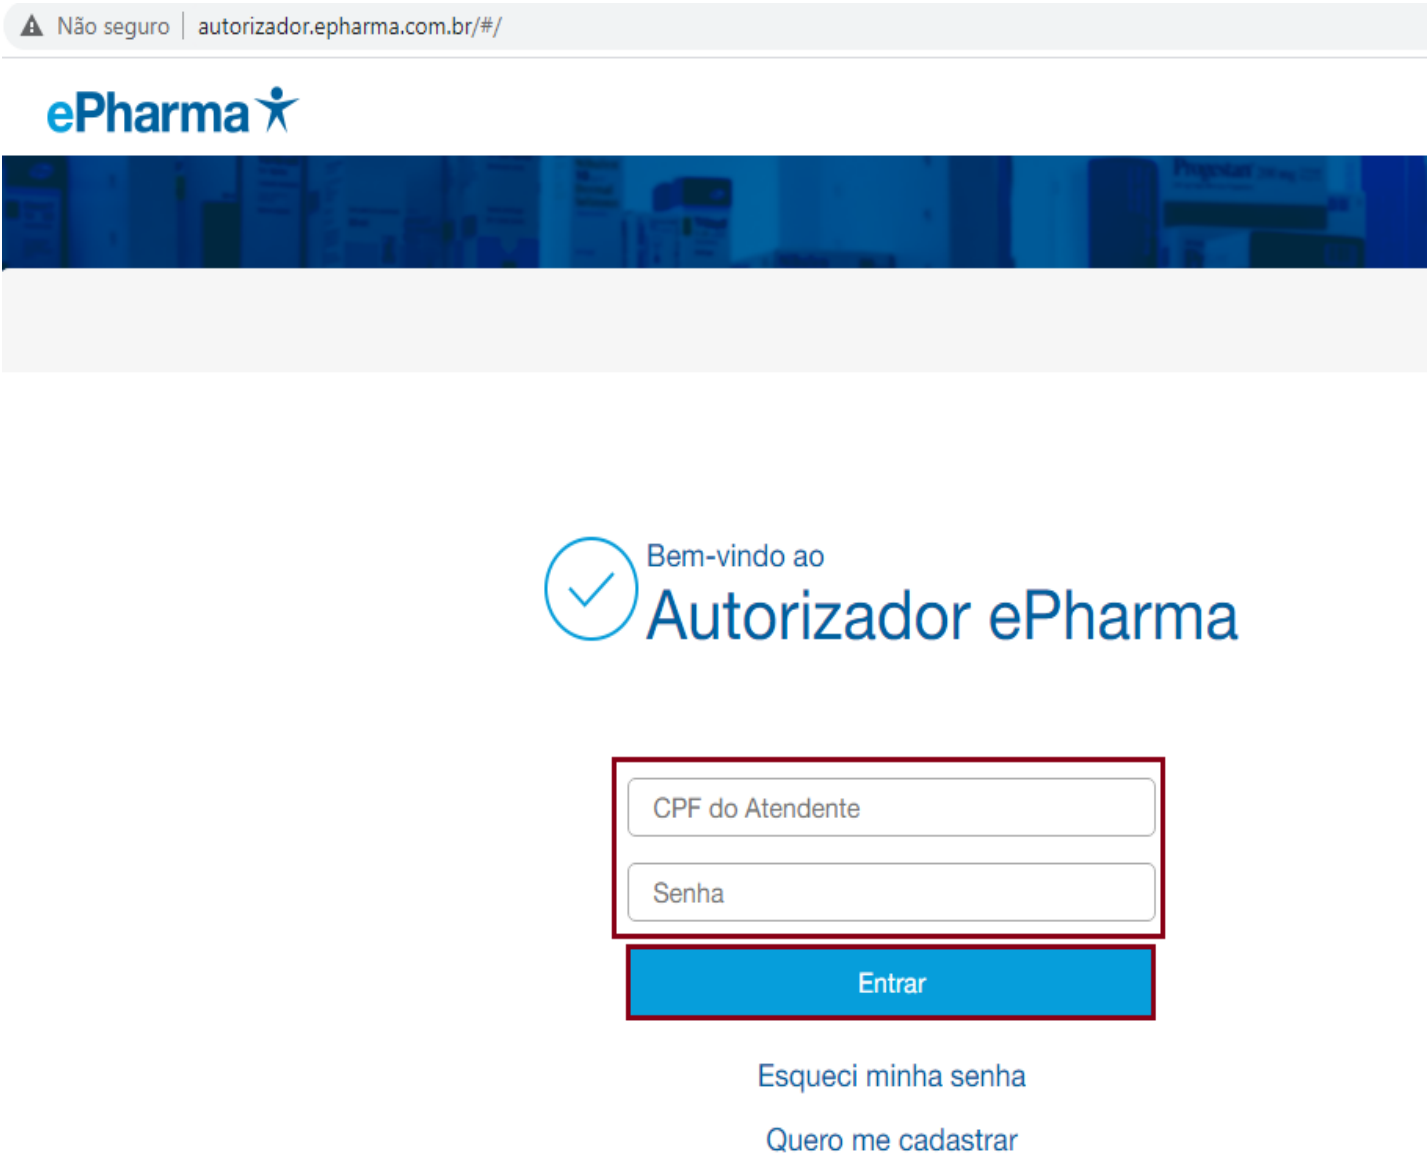 Não seguro | autorizador.epharma.com.br/#/
ePharma
Progestan
Bem-vindo ao
Autorizador ePharma
CPF do Atendente
Senha
Entrar
Esqueci minha senha
Quero me cadastrar